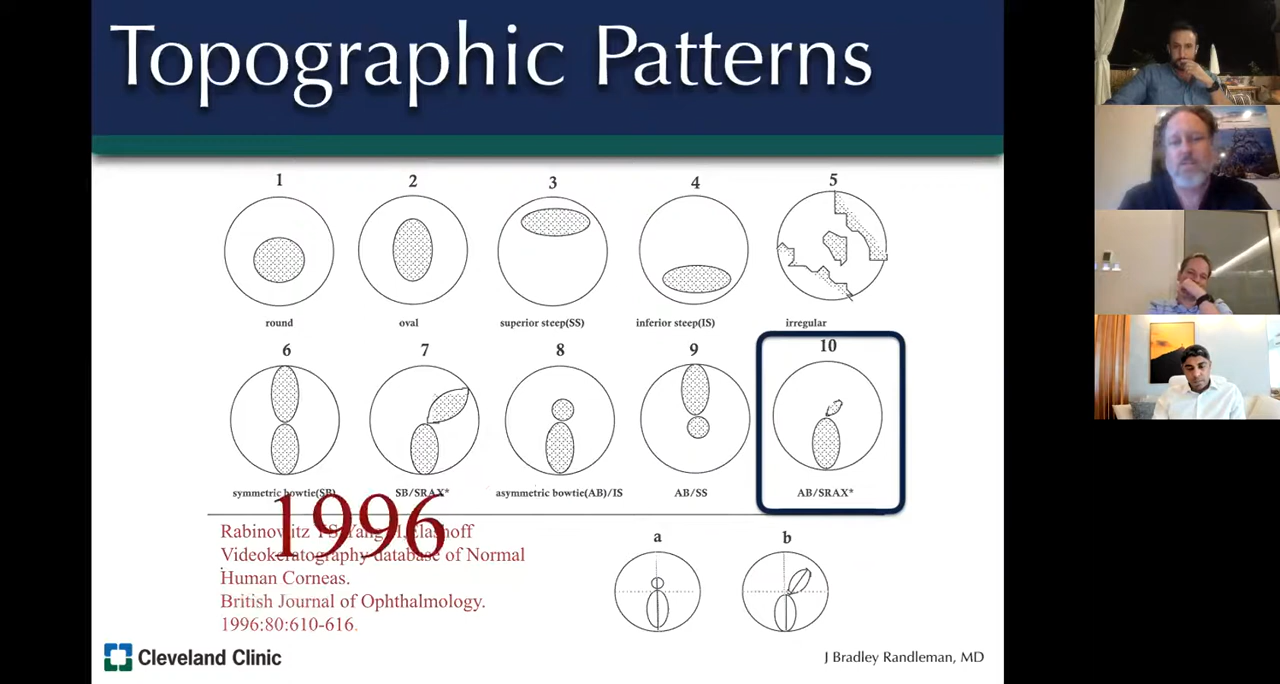 Topographic Patterns
1 2 3 4 5
round oval superior steep(SS) inferior steep(IS) irregular
6 7 8 9 10
symmetric bowtie(SB) SB/SRAX* asymmetric bowtie(AB)/IS AB/SS AB/SRAX*
1996
Rabinowitz YS Yang H Elashoff
Videokeratography database of Normal
Human Corneas.
British Journal of Ophthalmology.
1996:80:610-616.
a b
Cleveland Clinic
J Bradley Randleman, MD